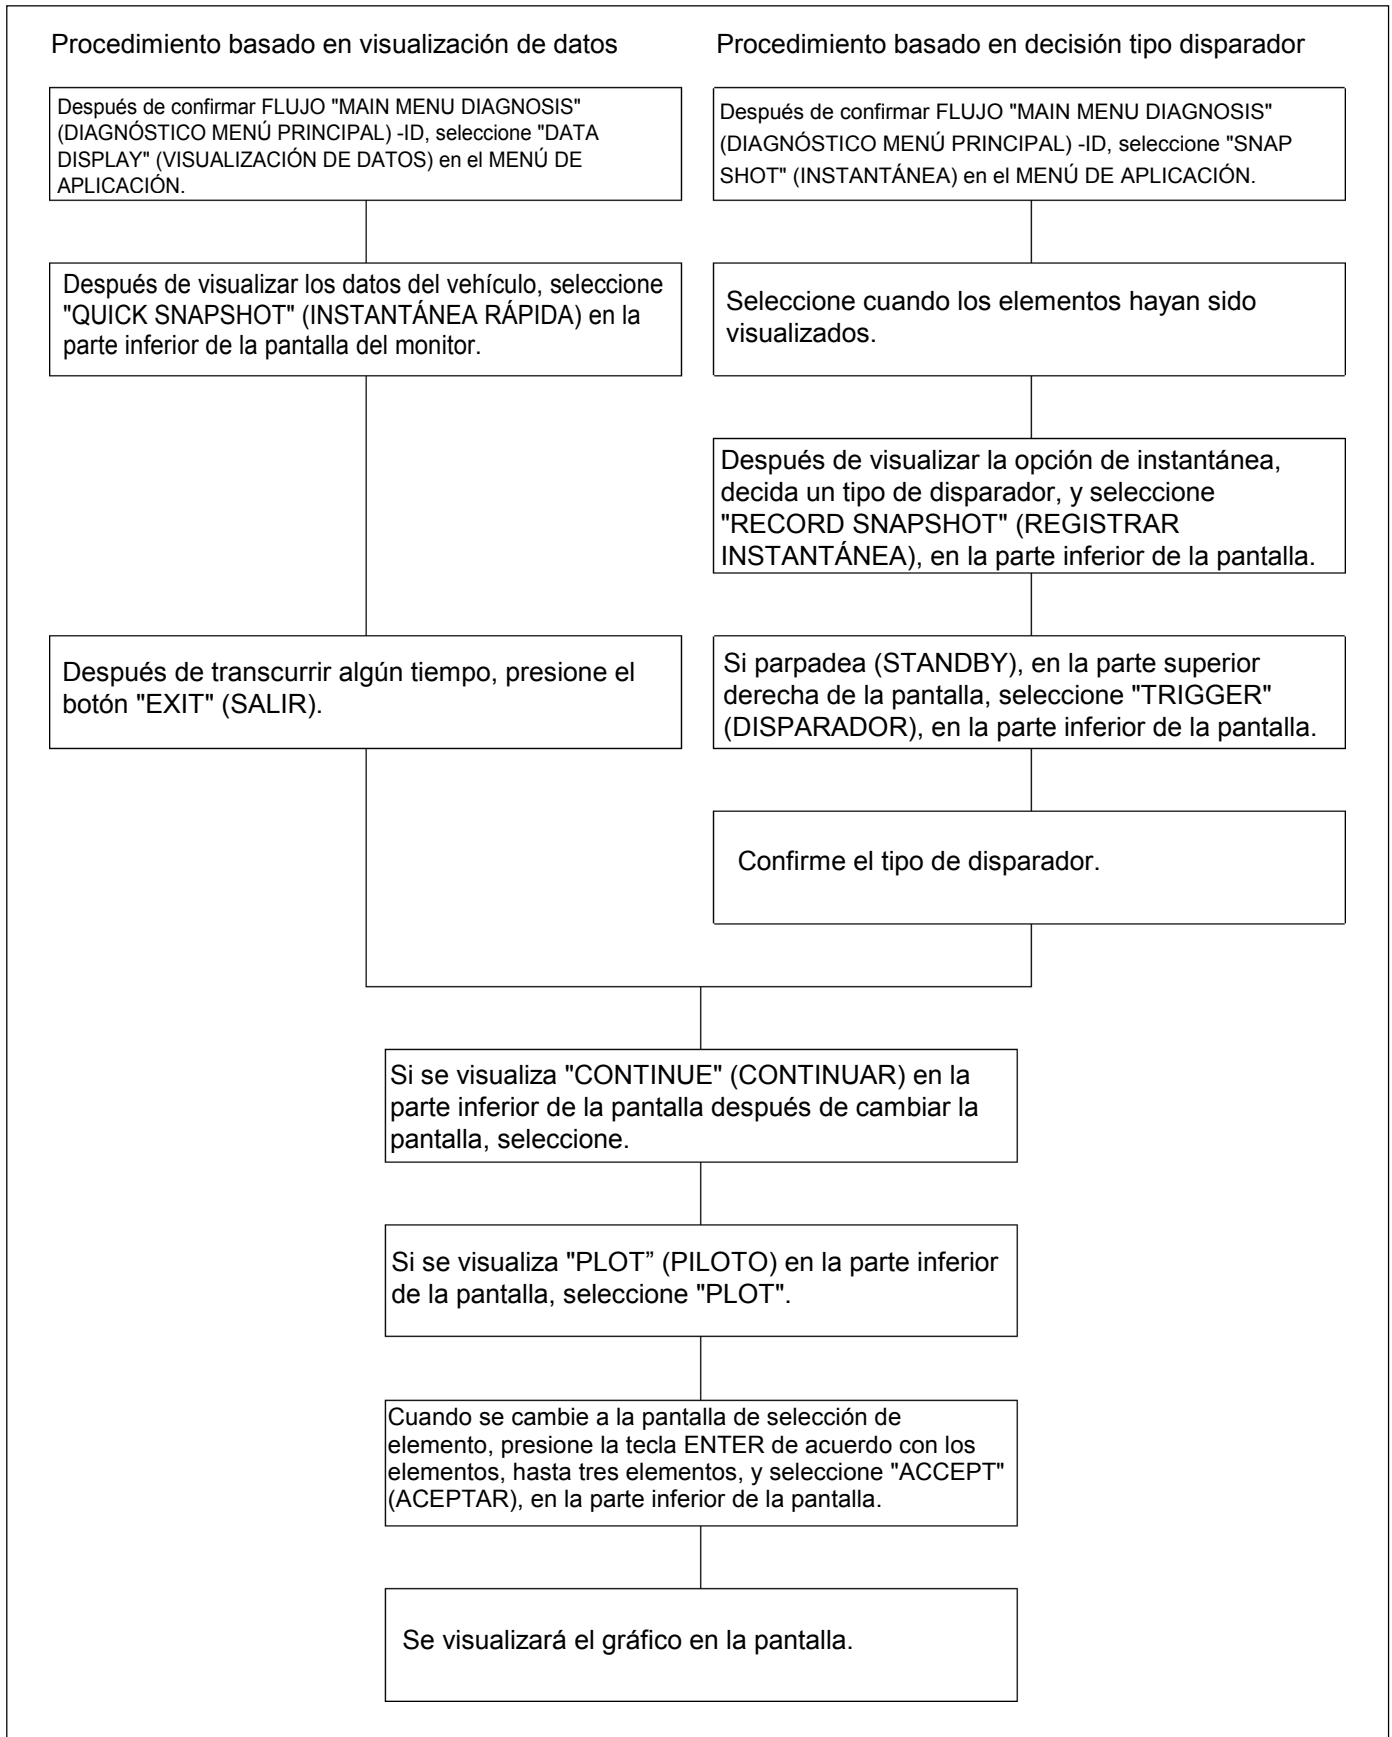 Procedimiento basado en visualización de datos
Después de confirmar FLUJO "MAIN MENU DIAGNOSIS"
(DIAGNÓSTICO MENÚ PRINCIPAL) -ID, seleccione "DATA
DISPLAY" (VISUALIZACIÓN DE DATOS) en el MENÚ DE
APLICACIÓN.
Después de visualizar los datos del vehículo, seleccione
"QUICK SNAPSHOT" (INSTANTÁNEA RÁPIDA) en la
parte inferior de la pantalla del monitor.
Después de transcurrir algún tiempo, presione el
botón "EXIT" (SALIR).
Procedimiento basado en decisión tipo disparador
Después de confirmar FLUJO "MAIN MENU DIAGNOSIS"
(DIAGNÓSTICO MENÚ PRINCIPAL) -ID, seleccione "SNAP
SHOT" (INSTANTÁNEA) en el MENÚ DE APLICACIÓN.
Seleccione cuando los elementos hayan sido
visualizados.
Después de visualizar la opción de instantánea,
decida un tipo de disparador, y seleccione
"RECORD SNAPSHOT" (REGISTRAR
INSTANTÁNEA), en la parte inferior de la pantalla.
Si parpadea (STANDBY), en la parte superior
derecha de la pantalla, seleccione "TRIGGER"
(DISPARADOR), en la parte inferior de la pantalla.
Confirme el tipo de disparador.
Si se visualiza "CONTINUE" (CONTINUAR) en la
parte inferior de la pantalla después de cambiar la
pantalla, seleccione.
Si se visualiza "PLOT” (PILOTO) en la parte inferior
de la pantalla, seleccione "PLOT".
Cuando se cambie a la pantalla de selección de
elemento, presione la tecla ENTER de acuerdo con los
elementos, hasta tres elementos, y seleccione "ACCEPT"
(ACEPTAR), en la parte inferior de la pantalla.
Se visualizará el gráfico en la pantalla.